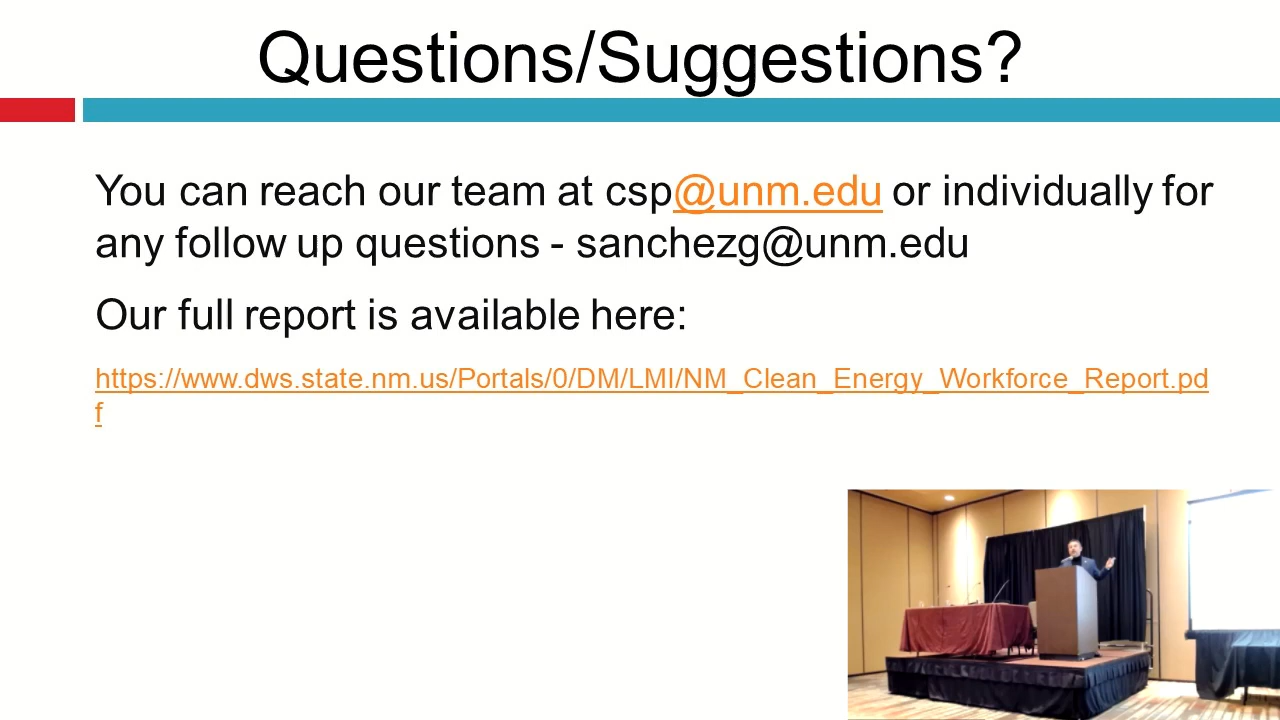 Questions/Suggestions?
You can reach our team at csp@unm.edu or individually for
any follow up questions - sanchezg@unm.edu
Our full report is available here:
https://www.dws.state.nm.us/Portals/0/DM/LMI/NM_Clean_Energy_Workforce_Report.pd
f